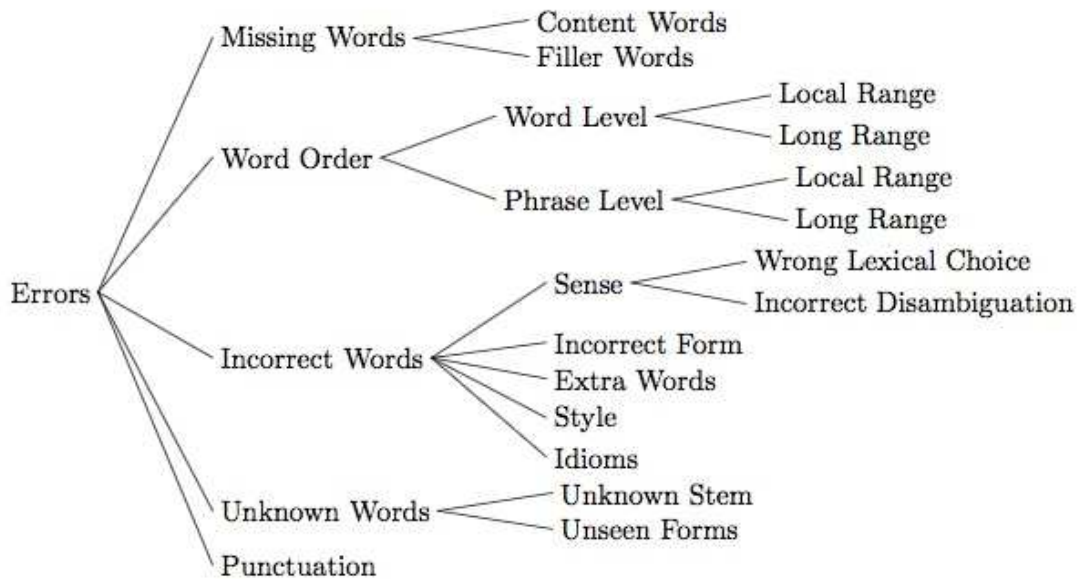 Errors
Missing Words
Content Words
Filler Words
Word Order
Word Level
Local Range
Long Range
Phrase Level
Local Range
Long Range
Incorrect Words
Sense
Wrong Lexical Choice
Incorrect Disambiguation
Incorrect Form
Extra Words
Style
Idioms
Unknown Words
Unknown Stem
Unseen Forms
Punctuation